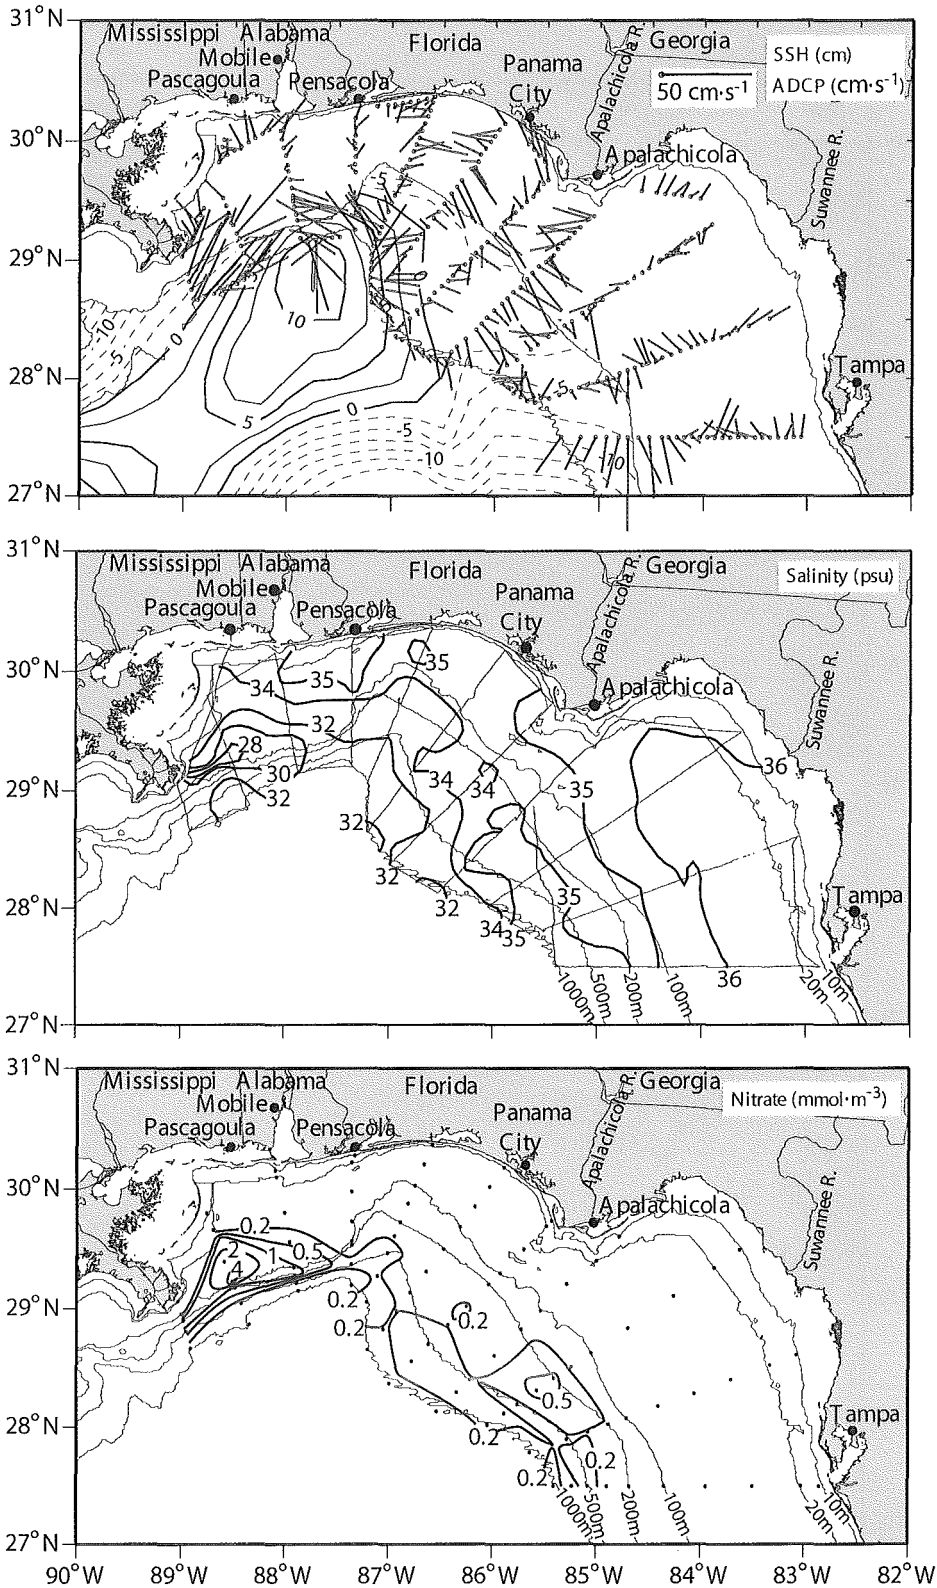 31°N
Mississippi Alabama
Florida
Georgia
SSH (cm)
Mobile
Panama
City
Apalachicola R.
50 cm·s-1
ADCP (cm·s-1)
Pascagoula
Pensacola
30°N
Apalachicola
Suwannee R.
5
29°N
10
-10
-5
0
28°N
Tampa
-5
5
0
-5
-10
-10
27°N
31°N
Mississippi Alabama
Florida
Georgia
Salinity (psu)
Mobile
Panama
City
Apalachicola R.
Pascagoula
Pensacola
30°N
35
34
35
Apalachicola
Suwannee R.
32
28
30
36
34
34
35
29°N
32
32
32
35
28°N
32
34
35
Tampa
36
1000m
500m
200m
100m
20m
10m
27°N
31°N
Mississippi Alabama
Florida
Georgia
Nitrate (mmol·m-3)
Mobile
Panama
City
Apalachicola R.
Pascagoula
Pensacola
30°N
Apalachicola
Suwannee R.
0.2
2
1
0.5
4
0.2
29°N
0.2
0.2
0.5
28°N
0.2
Tampa
0.2
0.2
1000m
500m
200m
100m
20m
10m
27°N
90°W
89°W
88°W
87°W
86°W
85°W
84°W
83°W
82°W